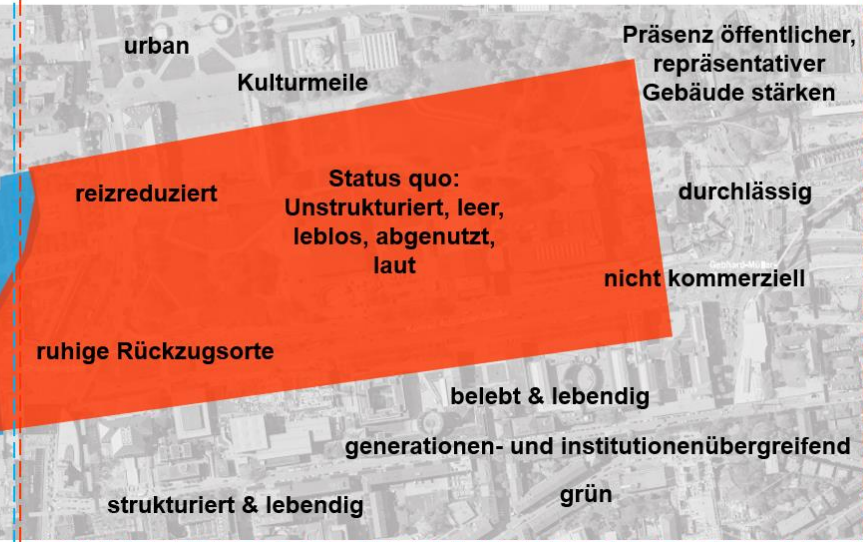 urban
Kulturmeile
Präsenz öffentlicher,
repräsentativer
Gebäude stärken
reizreduziert
Status quo:
Unstrukturiert, leer,
leblos, abgenutzt,
laut
durchlässig
nicht kommerziell
ruhige Rückzugsorte
belebt & lebendig
generationen- und institutionenübergreifend
grün
strukturiert & lebendig